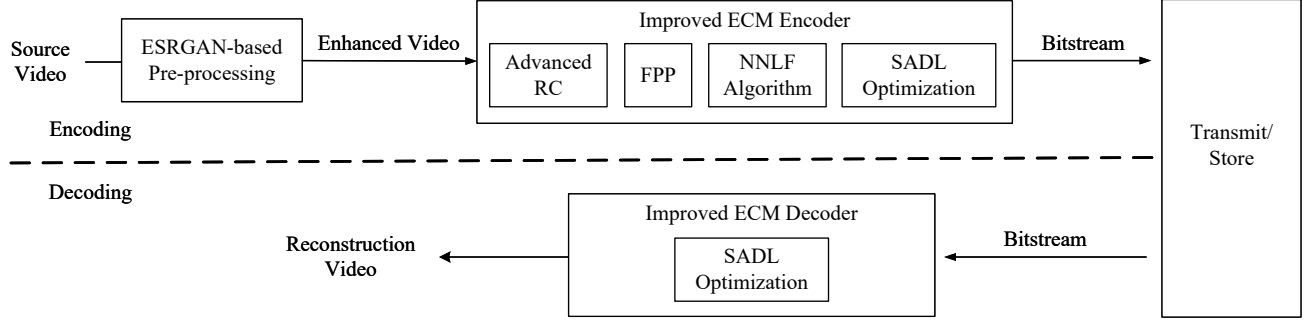 Source
Video
ESRGAN-based
Pre-processing
Enhanced Video
Improved ECM Encoder
Advanced
RC
FPP
NNLF
Algorithm
SADL
Optimization
Bitstream
Transmit/
Store
Encoding
Decoding
Reconstruction
Video
Improved ECM Decoder
SADL
Optimization
Bitstream